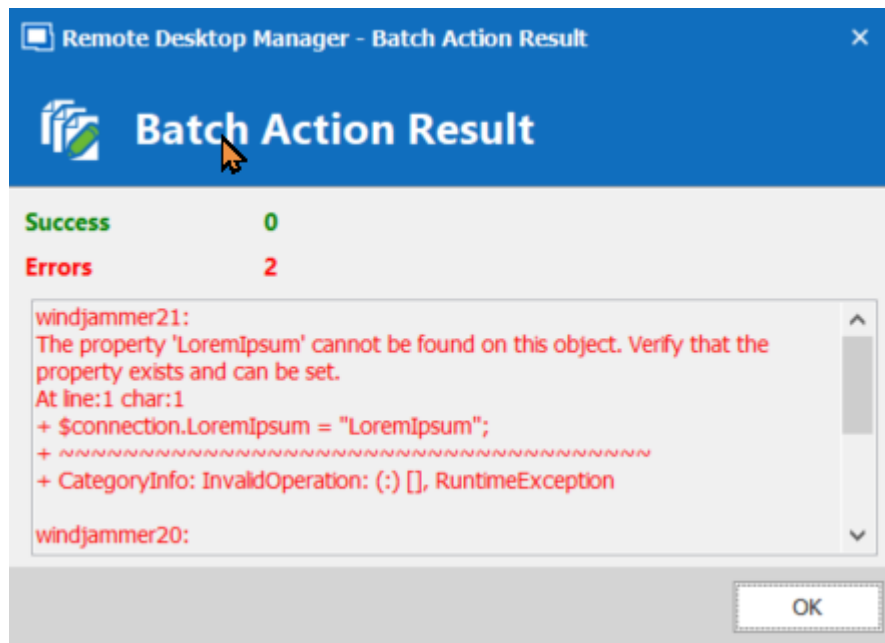 Remote Desktop Manager - Batch Action Result
Batch Action Result
Success 0
Errors 2
windjammer21:
The property 'LoremIpsum' cannot be found on this object. Verify that the
property exists and can be set.
At line:1 char:1
+ $connection.LoremIpsum = "LoremIpsum";
+ ~~~~~~~~~~~~~~~~~~~~~~~~~~~~~~~~~~~~~
+ CategoryInfo: InvalidOperation: (:) [], RuntimeException
windjammer20:
OK